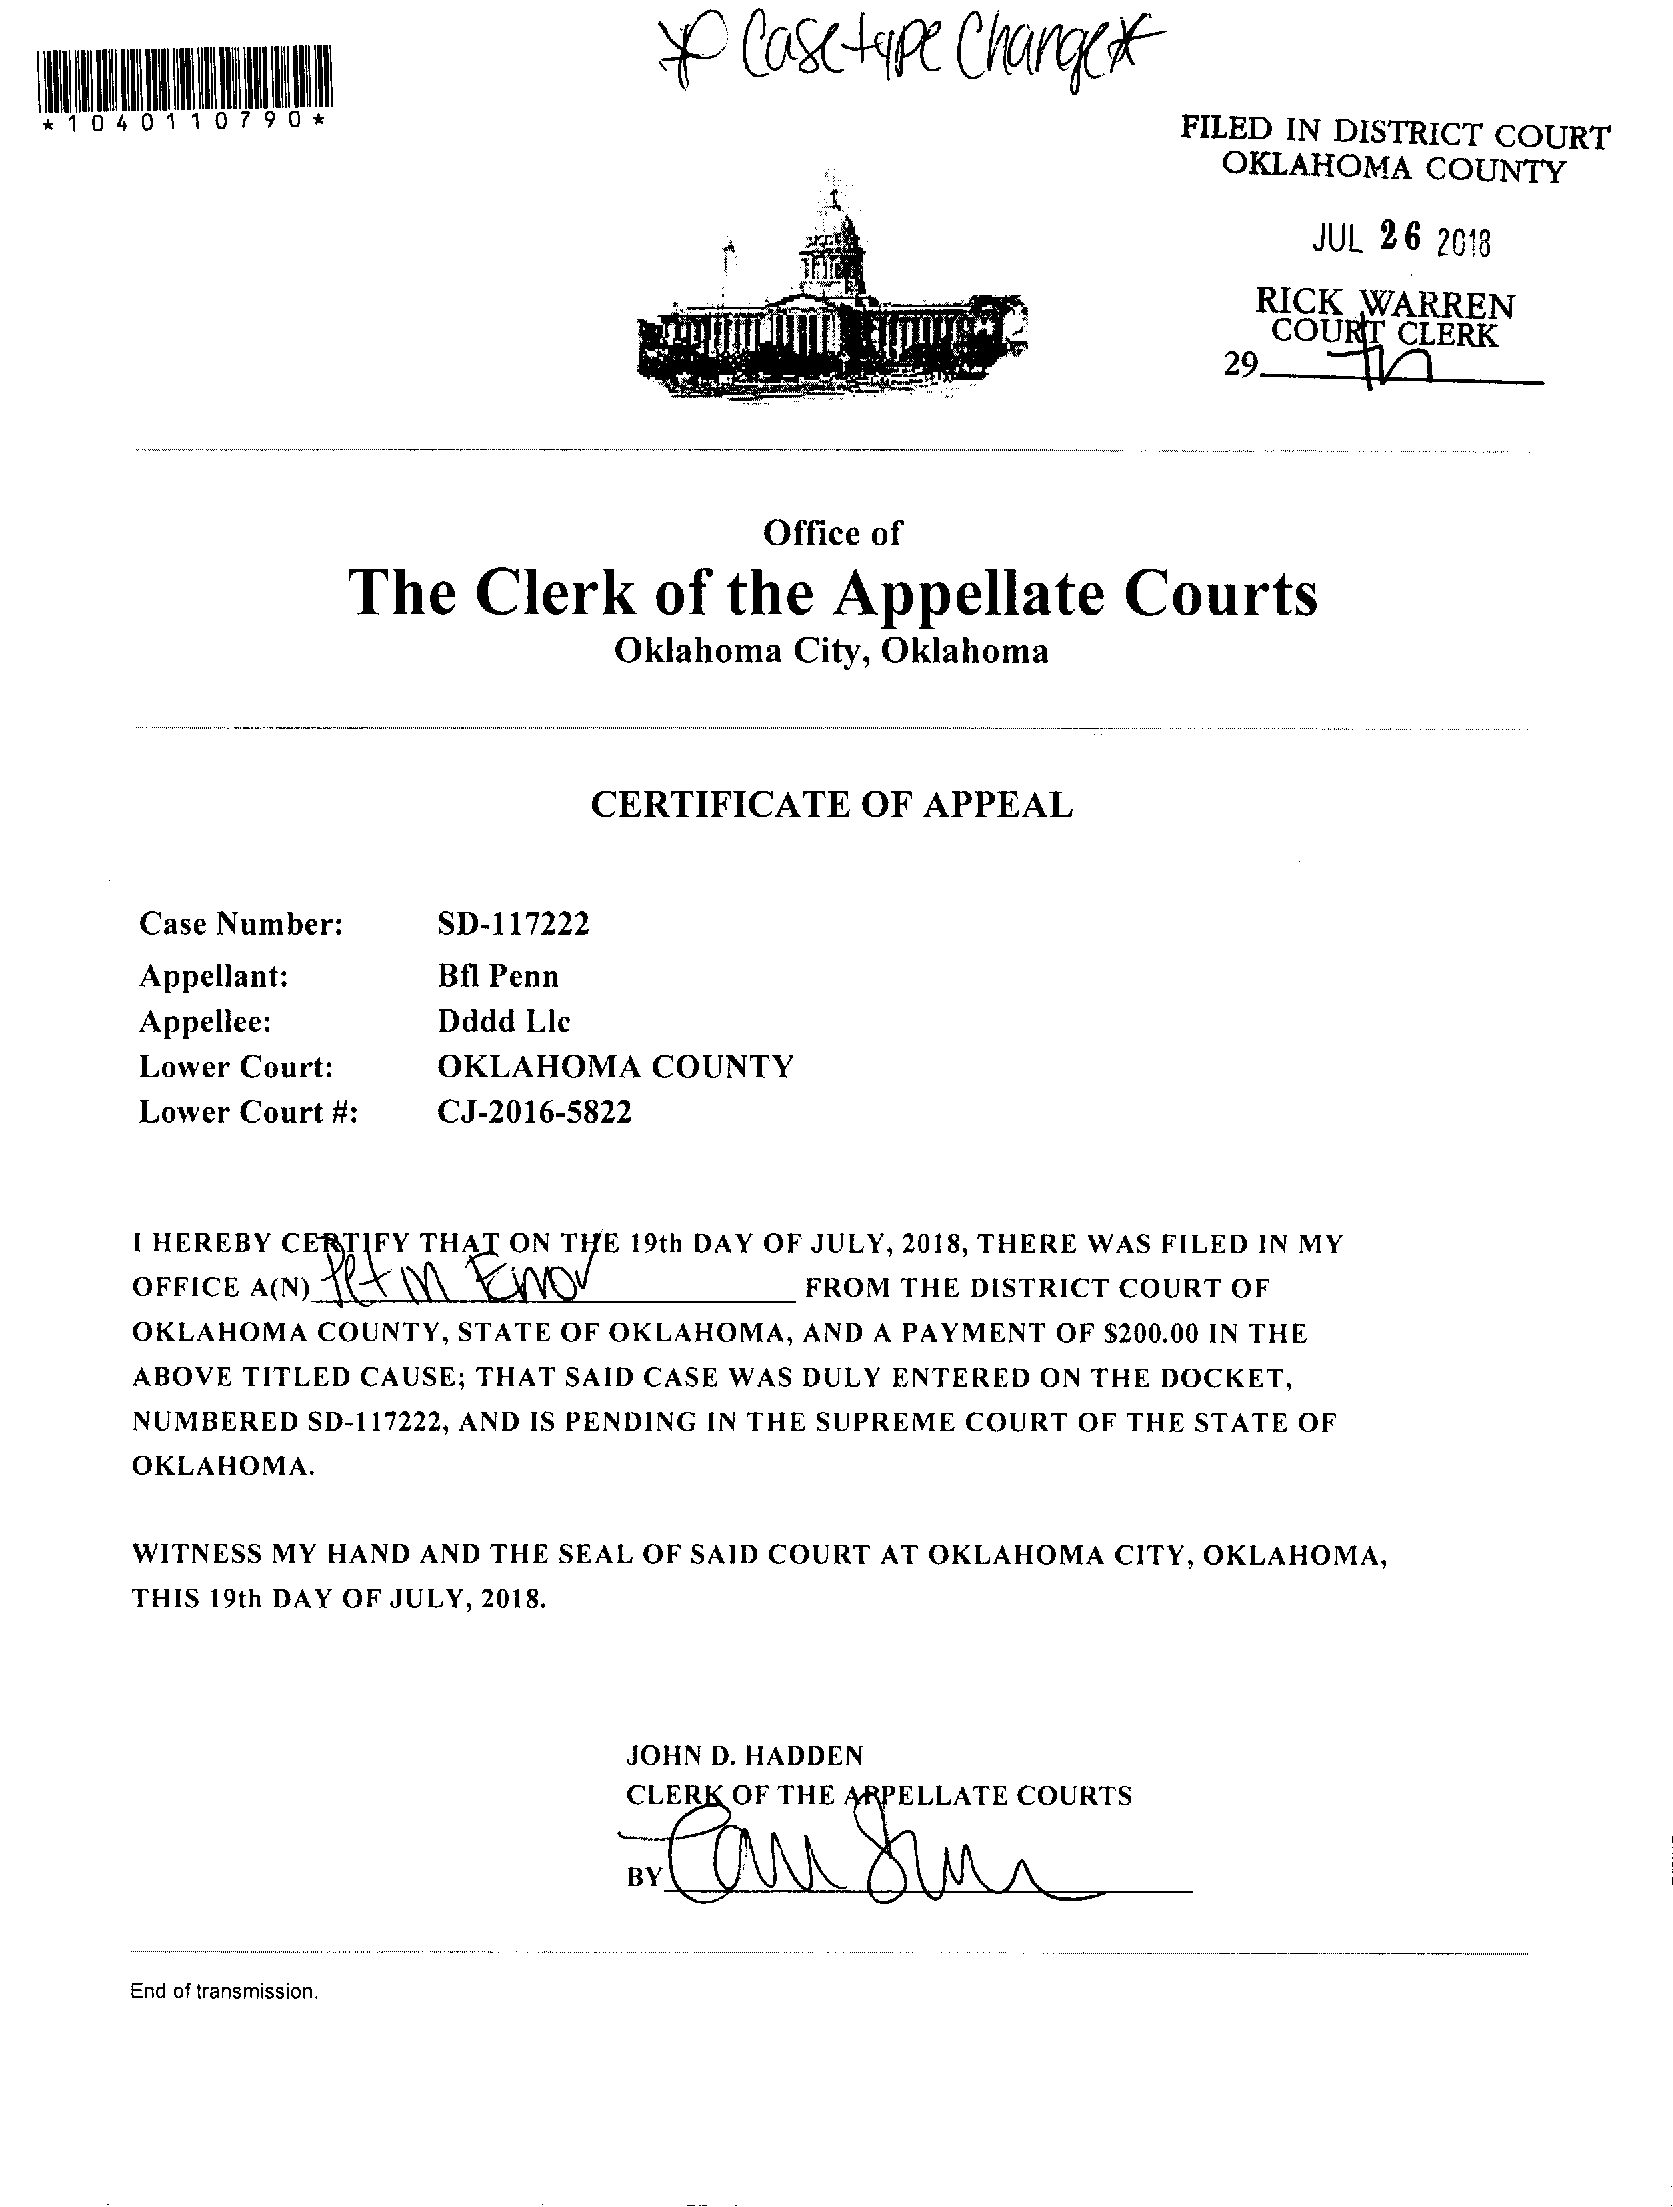 * Case type Change *
*1040110790*
FILED IN DISTRICT COURT
OKLAHOMA COUNTY
JUL 26 2018
RICK WARREN
COURT CLERK
29
Office of
The Clerk of the Appellate Courts
Oklahoma City, Oklahoma
CERTIFICATE OF APPEAL
Case Number: SD-117222
Appellant: Bfl Penn
Appellee: Dddd Llc
Lower Court: OKLAHOMA COUNTY
Lower Court #: CJ-2016-5822
I HEREBY CERTIFY THAT ON THE 19th DAY OF JULY, 2018, THERE WAS FILED IN MY
OFFICE A(N) Pet in Error FROM THE DISTRICT COURT OF
OKLAHOMA COUNTY, STATE OF OKLAHOMA, AND A PAYMENT OF $200.00 IN THE
ABOVE TITLED CAUSE; THAT SAID CASE WAS DULY ENTERED ON THE DOCKET,
NUMBERED SD-117222, AND IS PENDING IN THE SUPREME COURT OF THE STATE OF
OKLAHOMA.
WITNESS MY HAND AND THE SEAL OF SAID COURT AT OKLAHOMA CITY, OKLAHOMA,
THIS 19th DAY OF JULY, 2018.
JOHN D. HADDEN
CLERK OF THE APPELLATE COURTS
BY
End of transmission.